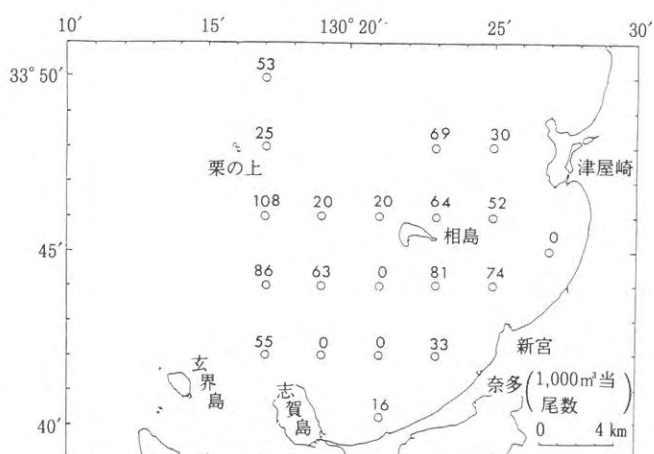 10′ 15′ 130° 20′ 25′ 30′
33° 50′
53
25 69 30
栗の上
津屋崎
108 20 20 64 52
相島
0
45′
86 63 0 81 74
55 0 0 33
新宮
玄界島
志賀島
奈多
(1,000m³当
尾数)
16
40′
0 4 km